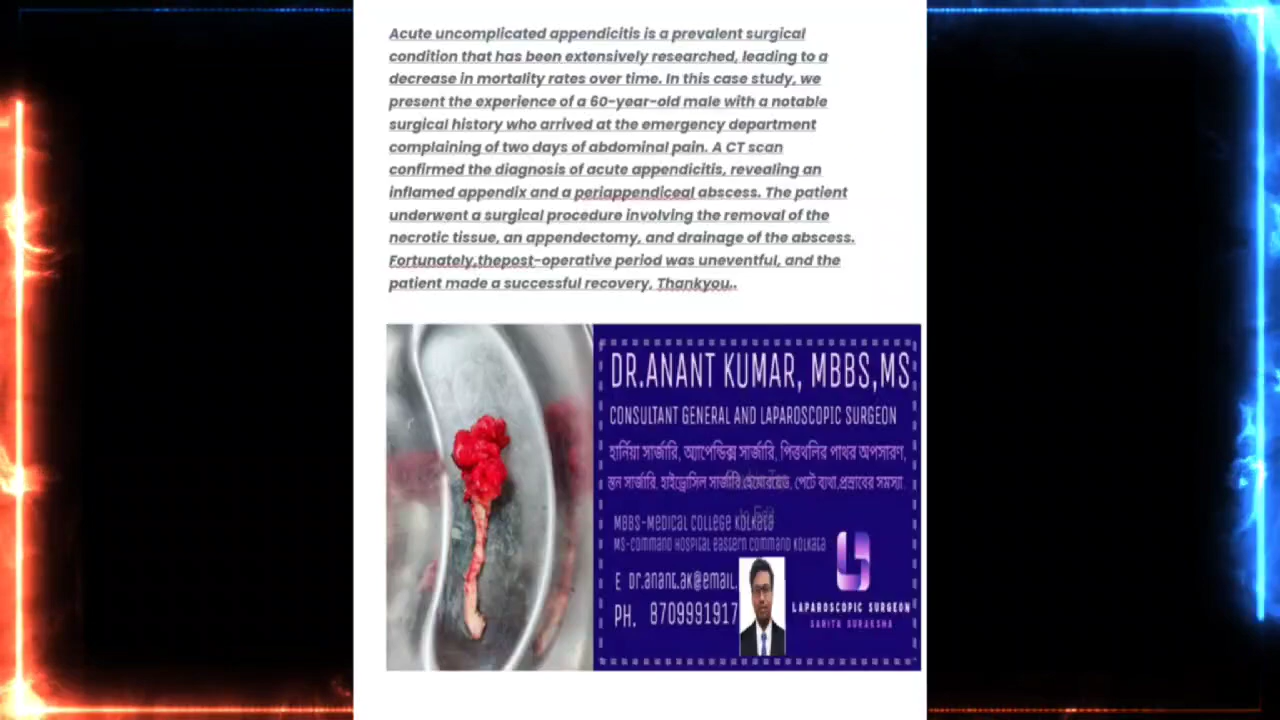 Acute uncomplicated appendicitis is a prevalent surgical
condition that has been extensively researched, leading to a
decrease in mortality rates over time. In this case study, we
present the experience of a 60-year-old male with a notable
surgical history who arrived at the emergency department
complaining of two days of abdominal pain. A CT scan
confirmed the diagnosis of acute appendicitis, revealing an
inflamed appendix and a periappendiceal abscess. The patient
underwent a surgical procedure involving the removal of the
necrotic tissue, an appendectomy, and drainage of the abscess.
Fortunately,thepost-operative period was uneventful, and the
patient made a successful recovery, Thankyou..
DR.ANANT KUMAR, MBBS,MS
CONSULTANT GENERAL AND LAPAROSCOPIC SURGEON
হার্নিয়া সার্জারি, অ্যাপেন্ডিক্স সার্জারি, পিত্তথলির পাথর অপসারণ,
স্তন সার্জারি, হাইড্রোসিল সার্জারি, পেটে ব্যথা,প্রস্রাবের সমস্যা.
MBBS-MEDICAL COLLEGE KOLKATA
MS-COMMAND HOSPITAL EASTERN COMMAND KOLKATA
E dr.anant.ak@email.
PH. 8709991917
LAPAROSCOPIC SURGEON